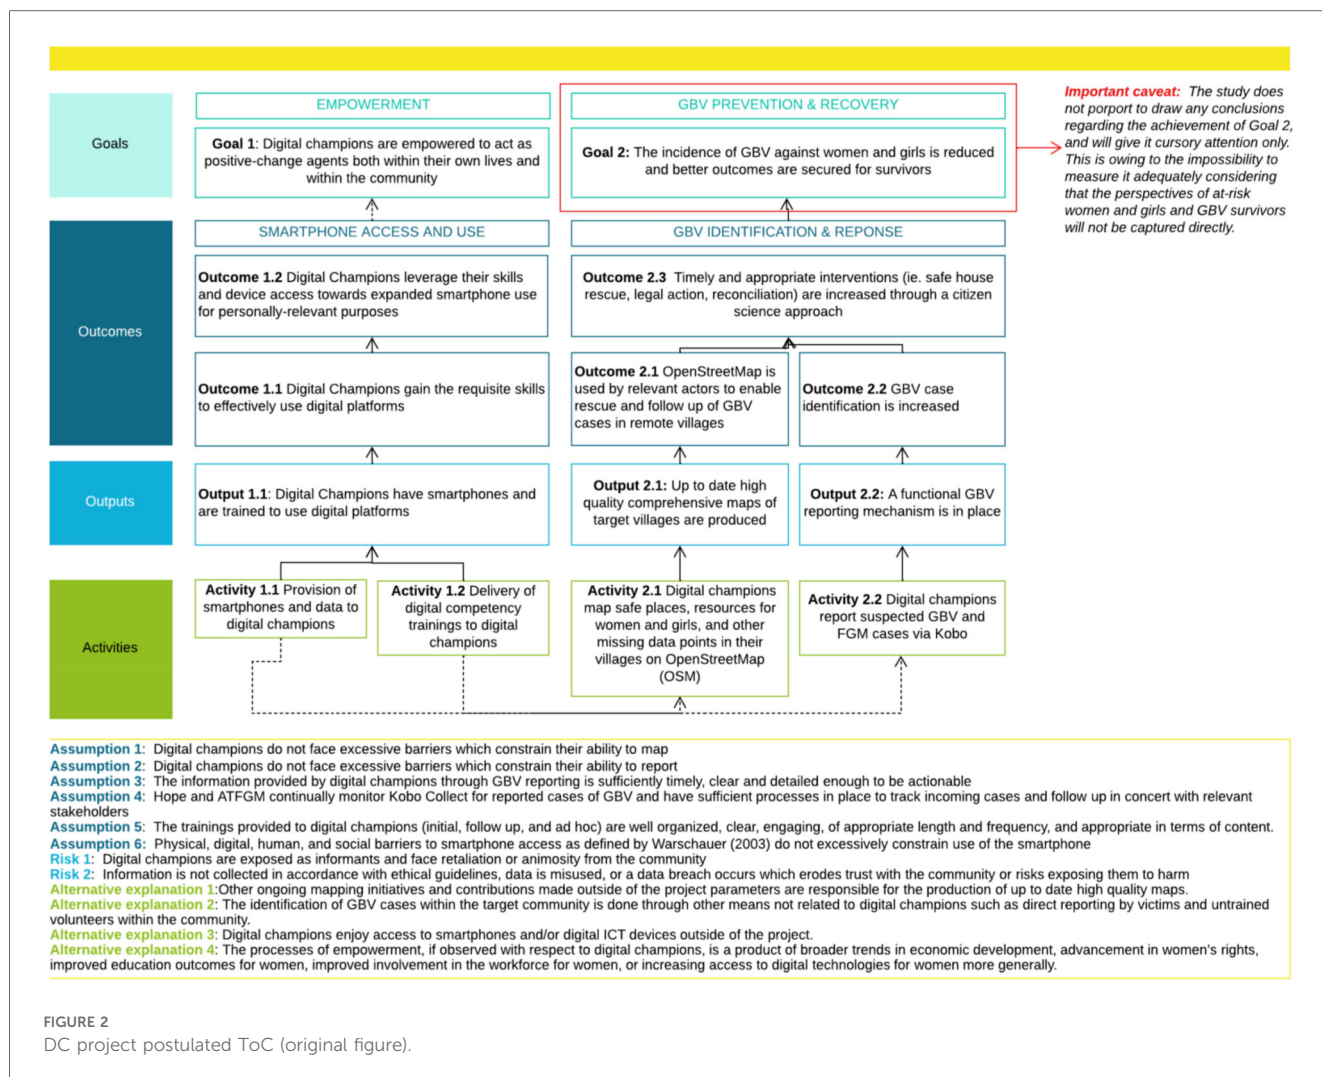 Goals
EMPOWERMENT
Goal 1: Digital champions are empowered to act as
positive-change agents both within their own lives and
within the community
GBV PREVENTION & RECOVERY
Goal 2: The incidence of GBV against women and girls is reduced
and better outcomes are secured for survivors
Important caveat: The study does
not porport to draw any conclusions
regarding the achievement of Goal 2,
and will give it cursory attention only.
This is owing to the impossibility to
measure it adequately considering
that the perspectives of at-risk
women and girls and GBV survivors
will not be captured directly.
Outcomes
SMARTPHONE ACCESS AND USE
Outcome 1.2 Digital Champions leverage their skills
and device access towards expanded smartphone use
for personally-relevant purposes
Outcome 1.1 Digital Champions gain the requisite skills
to effectively use digital platforms
GBV IDENTIFICATION & REPONSE
Outcome 2.3 Timely and appropriate interventions (ie. safe house
rescue, legal action, reconciliation) are increased through a citizen
science approach
Outcome 2.1 OpenStreetMap is
used by relevant actors to enable
rescue and follow up of GBV
cases in remote villages
Outcome 2.2 GBV case
identification is increased
Outputs
Output 1.1: Digital Champions have smartphones and
are trained to use digital platforms
Output 2.1: Up to date high
quality comprehensive maps of
target villages are produced
Output 2.2: A functional GBV
reporting mechanism is in place
Activities
Activity 1.1 Provision of
smartphones and data to
digital champions
Activity 1.2 Delivery of
digital competency
trainings to digital
champions
Activity 2.1 Digital champions
map safe places, resources for
women and girls, and other
missing data points in their
villages on OpenStreetMap
(OSM)
Activity 2.2 Digital champions
report suspected GBV and
FGM cases via Kobo
Assumption 1: Digital champions do not face excessive barriers which constrain their ability to map
Assumption 2: Digital champions do not face excessive barriers which constrain their ability to report
Assumption 3: The information provided by digital champions through GBV reporting is sufficiently timely, clear and detailed enough to be actionable
Assumption 4: Hope and ATFGM continually monitor Kobo Collect for reported cases of GBV and have sufficient processes in place to track incoming cases and follow up in concert with relevant
stakeholders
Assumption 5: The trainings provided to digital champions (initial, follow up, and ad hoc) are well organized, clear, engaging, of appropriate length and frequency, and appropriate in terms of content.
Assumption 6: Physical, digital, human, and social barriers to smartphone access as defined by Warschauer (2003) do not excessively constrain use of the smartphone
Risk 1: Digital champions are exposed as informants and face retaliation or animosity from the community
Risk 2: Information is not collected in accordance with ethical guidelines, data is misused, or a data breach occurs which erodes trust with the community or risks exposing them to harm
Alternative explanation 1:Other ongoing mapping initiatives and contributions made outside of the project parameters are responsible for the production of up to date high quality maps.
Alternative explanation 2: The identification of GBV cases within the target community is done through other means not related to digital champions such as direct reporting by victims and untrained
volunteers within the community.
Alternative explanation 3: Digital champions enjoy access to smartphones and/or digital ICT devices outside of the project.
Alternative explanation 4: The processes of empowerment, if observed with respect to digital champions, is a product of broader trends in economic development, advancement in women's rights,
improved education outcomes for women, improved involvement in the workforce for women, or increasing access to digital technologies for women more generally.
FIGURE 2
DC project postulated ToC (original figure).